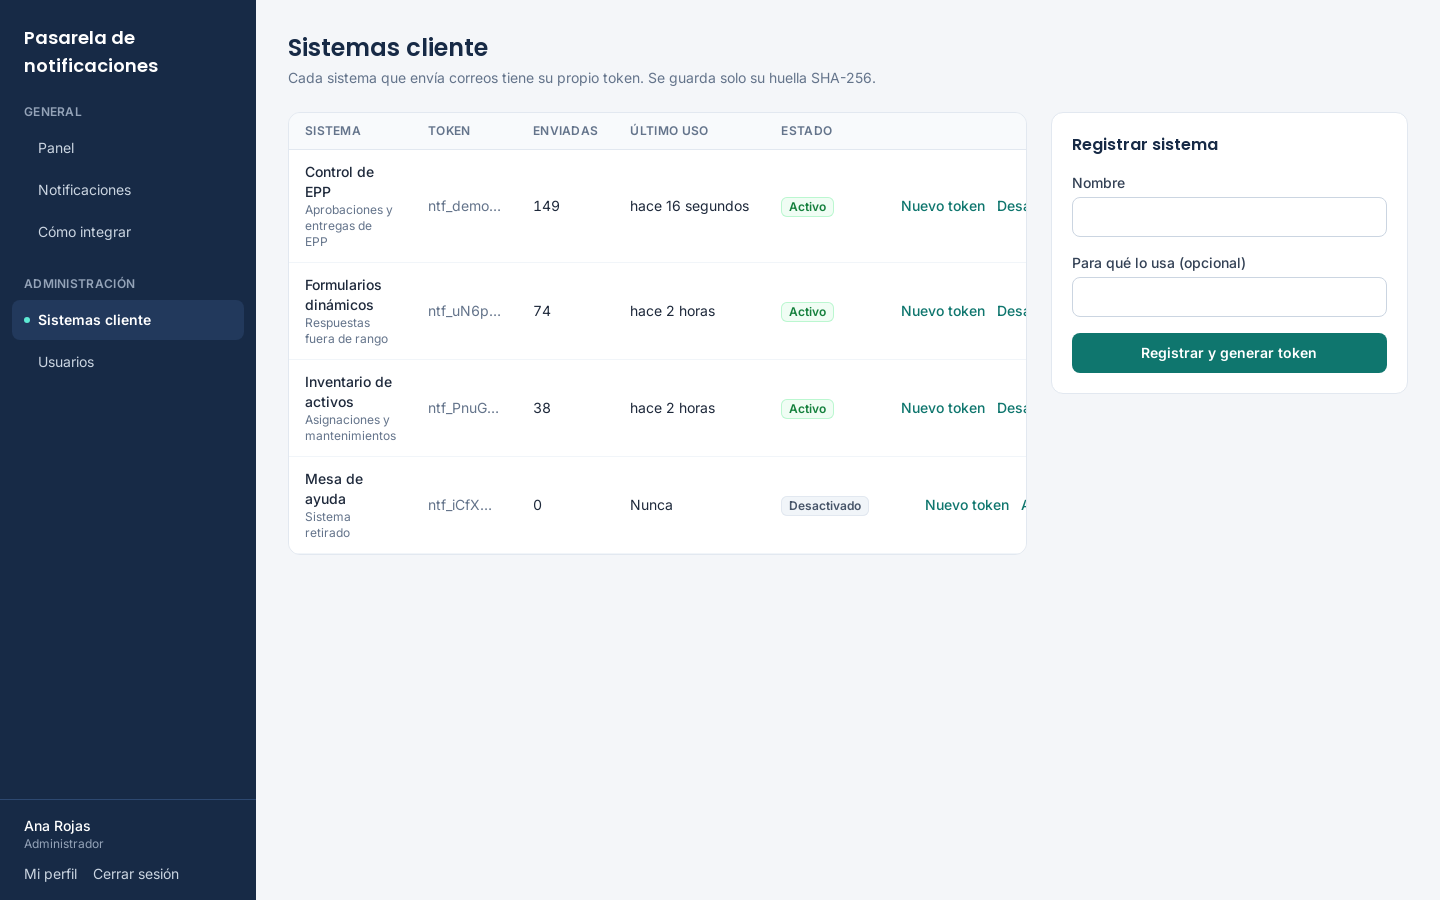 Pasarela de
notificaciones
GENERAL
Panel
Notificaciones
Cómo integrar
ADMINISTRACIÓN
Sistemas cliente
Usuarios
Ana Rojas
Administrador
Mi perfil Cerrar sesión
Sistemas cliente
Cada sistema que envía correos tiene su propio token. Se guarda solo su huella SHA-256.
SISTEMA TOKEN ENVIADAS ÚLTIMO USO ESTADO
Control de
EPP
Aprobaciones y
entregas de
EPP
ntf_demo... 149 hace 16 segundos Activo Nuevo token Desa
Formularios
dinámicos
Respuestas
fuera de rango
ntf_uN6p... 74 hace 2 horas Activo Nuevo token Desa
Inventario de
activos
Asignaciones y
mantenimientos
ntf_PnuG... 38 hace 2 horas Activo Nuevo token Desa
Mesa de
ayuda
Sistema
retirado
ntf_iCfX... 0 Nunca Desactivado Nuevo token A
Registrar sistema
Nombre
Para qué lo usa (opcional)
Registrar y generar token